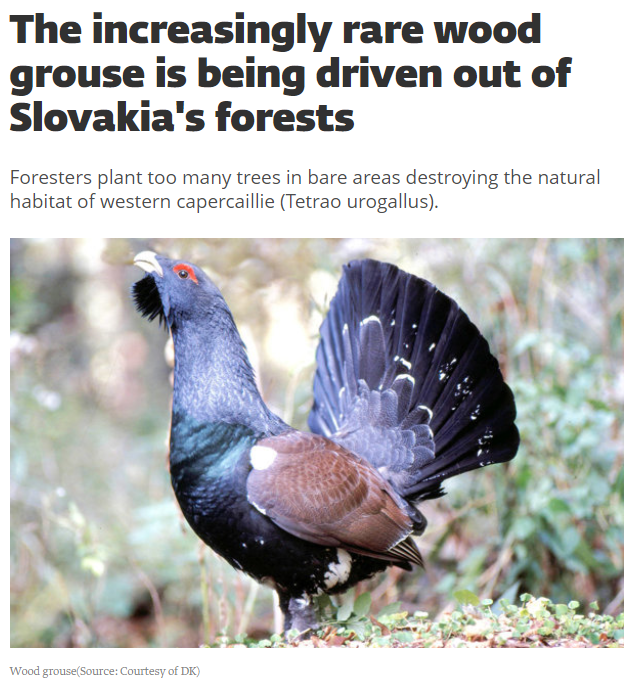 The increasingly rare wood
grouse is being driven out of
Slovakia's forests
Foresters plant too many trees in bare areas destroying the natural
habitat of western capercaillie (Tetrao urogallus).
Wood grouse(Source: Courtesy of DK)